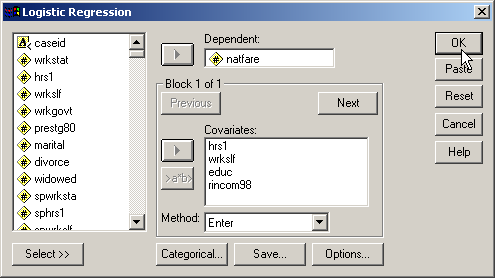 Logistic Regression
caseid
wrkstat
hrs1
wrkslf
wrkgovt
prestg80
marital
divorce
widowed
spwrksta
sphrs1
spwrkslf
Select >>
Dependent:
natfare
Block 1 of 1
Previous
Next
Covariates:
hrs1
wrkslf
educ
rincom98
>a*b>
Method:
Enter
Categorical...
Save...
Options...
OK
Paste
Reset
Cancel
Help